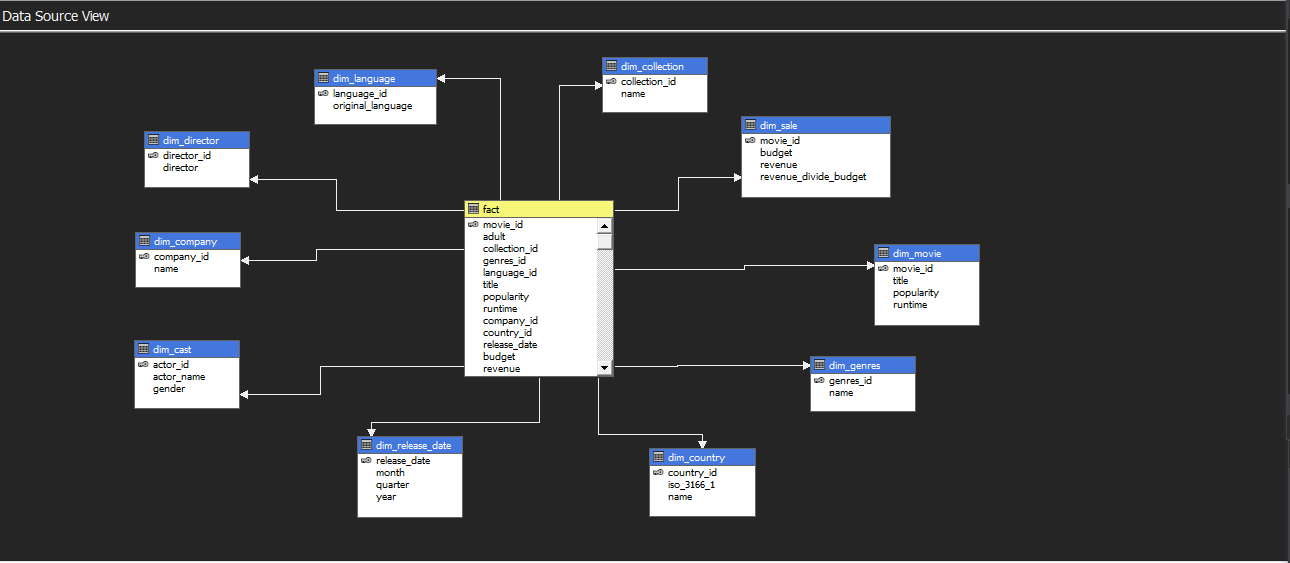 Data Source View
dim_language
language_id
original_language
dim_collection
collection_id
name
dim_director
director_id
director
dim_sale
movie_id
budget
revenue
revenue_divide_budget
fact
movie_id
adult
collection_id
genres_id
language_id
title
popularity
runtime
company_id
country_id
release_date
budget
revenue
dim_company
company_id
name
dim_movie
movie_id
title
popularity
runtime
dim_cast
actor_id
actor_name
gender
dim_genres
genres_id
name
dim_release_date
release_date
month
quarter
year
dim_country
country_id
iso_3166_1
name